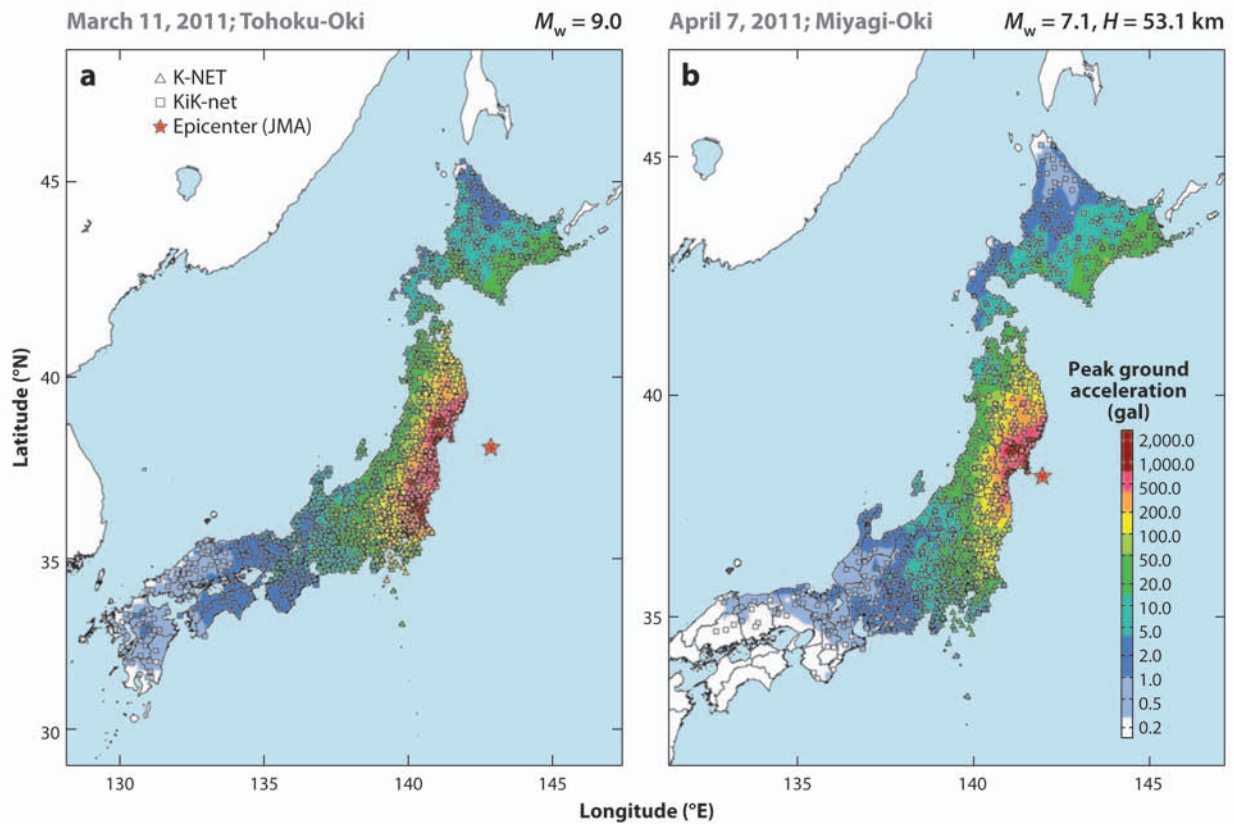 March 11, 2011; Tohoku-Oki
Mw = 9.0
April 7, 2011; Miyagi-Oki
Mw = 7.1, H = 53.1 km
a
K-NET
KiK-net
Epicenter (JMA)
b
45
40
35
30
Latitude (°N)
130
135
140
145
45
40
35
135
140
145
Peak ground
acceleration
(gal)
2,000.0
1,000.0
500.0
200.0
100.0
50.0
20.0
10.0
5.0
2.0
1.0
0.5
0.2
Longitude (°E)